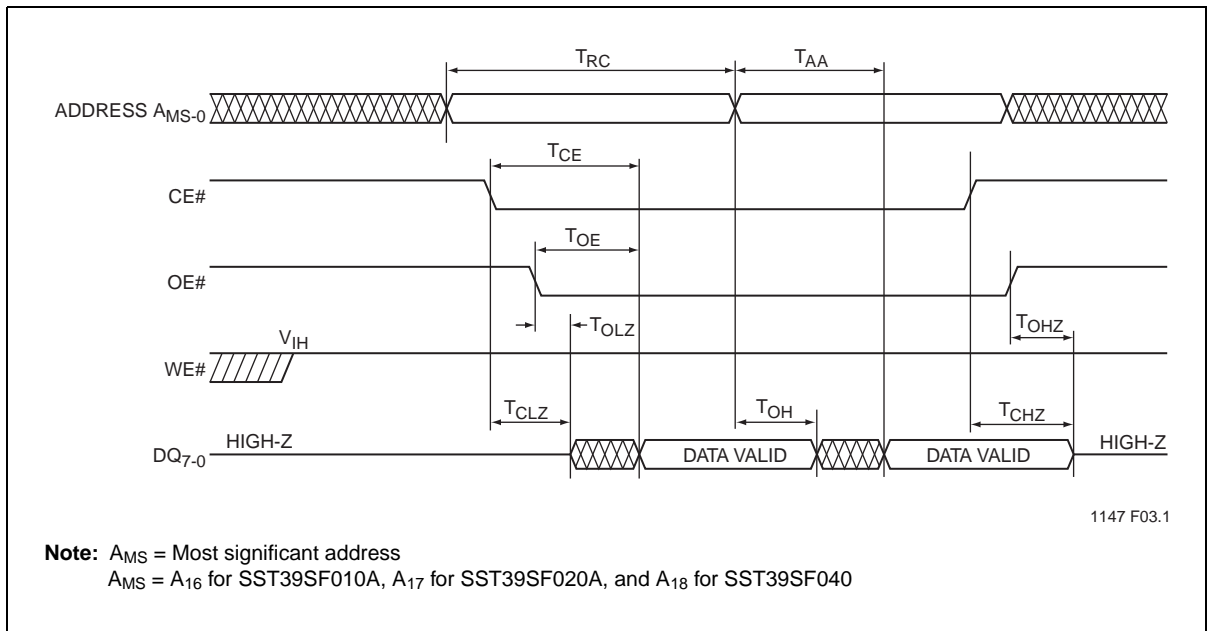 TRC TAA
ADDRESS AMS-0
TCE
CE#
TOE
OE#
TOLZ TOHZ
VIH
WE#
TCLZ TOH TCHZ
HIGH-Z HIGH-Z
DQ7-0 DATA VALID DATA VALID
1147 F03.1
Note: AMS = Most significant address
AMS = A16 for SST39SF010A, A17 for SST39SF020A, and A18 for SST39SF040